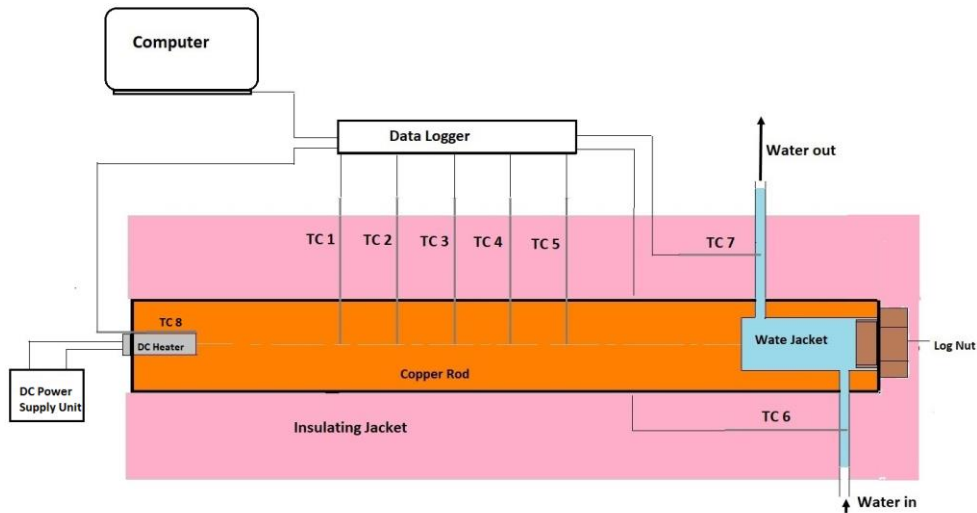 Computer
Data Logger
Water out
TC 1
TC 2
TC 3
TC 4
TC 5
TC 7
TC 8
DC Heater
Wate Jacket
Log Nut
Copper Rod
DC Power
Supply Unit
Insulating Jacket
TC 6
Water in